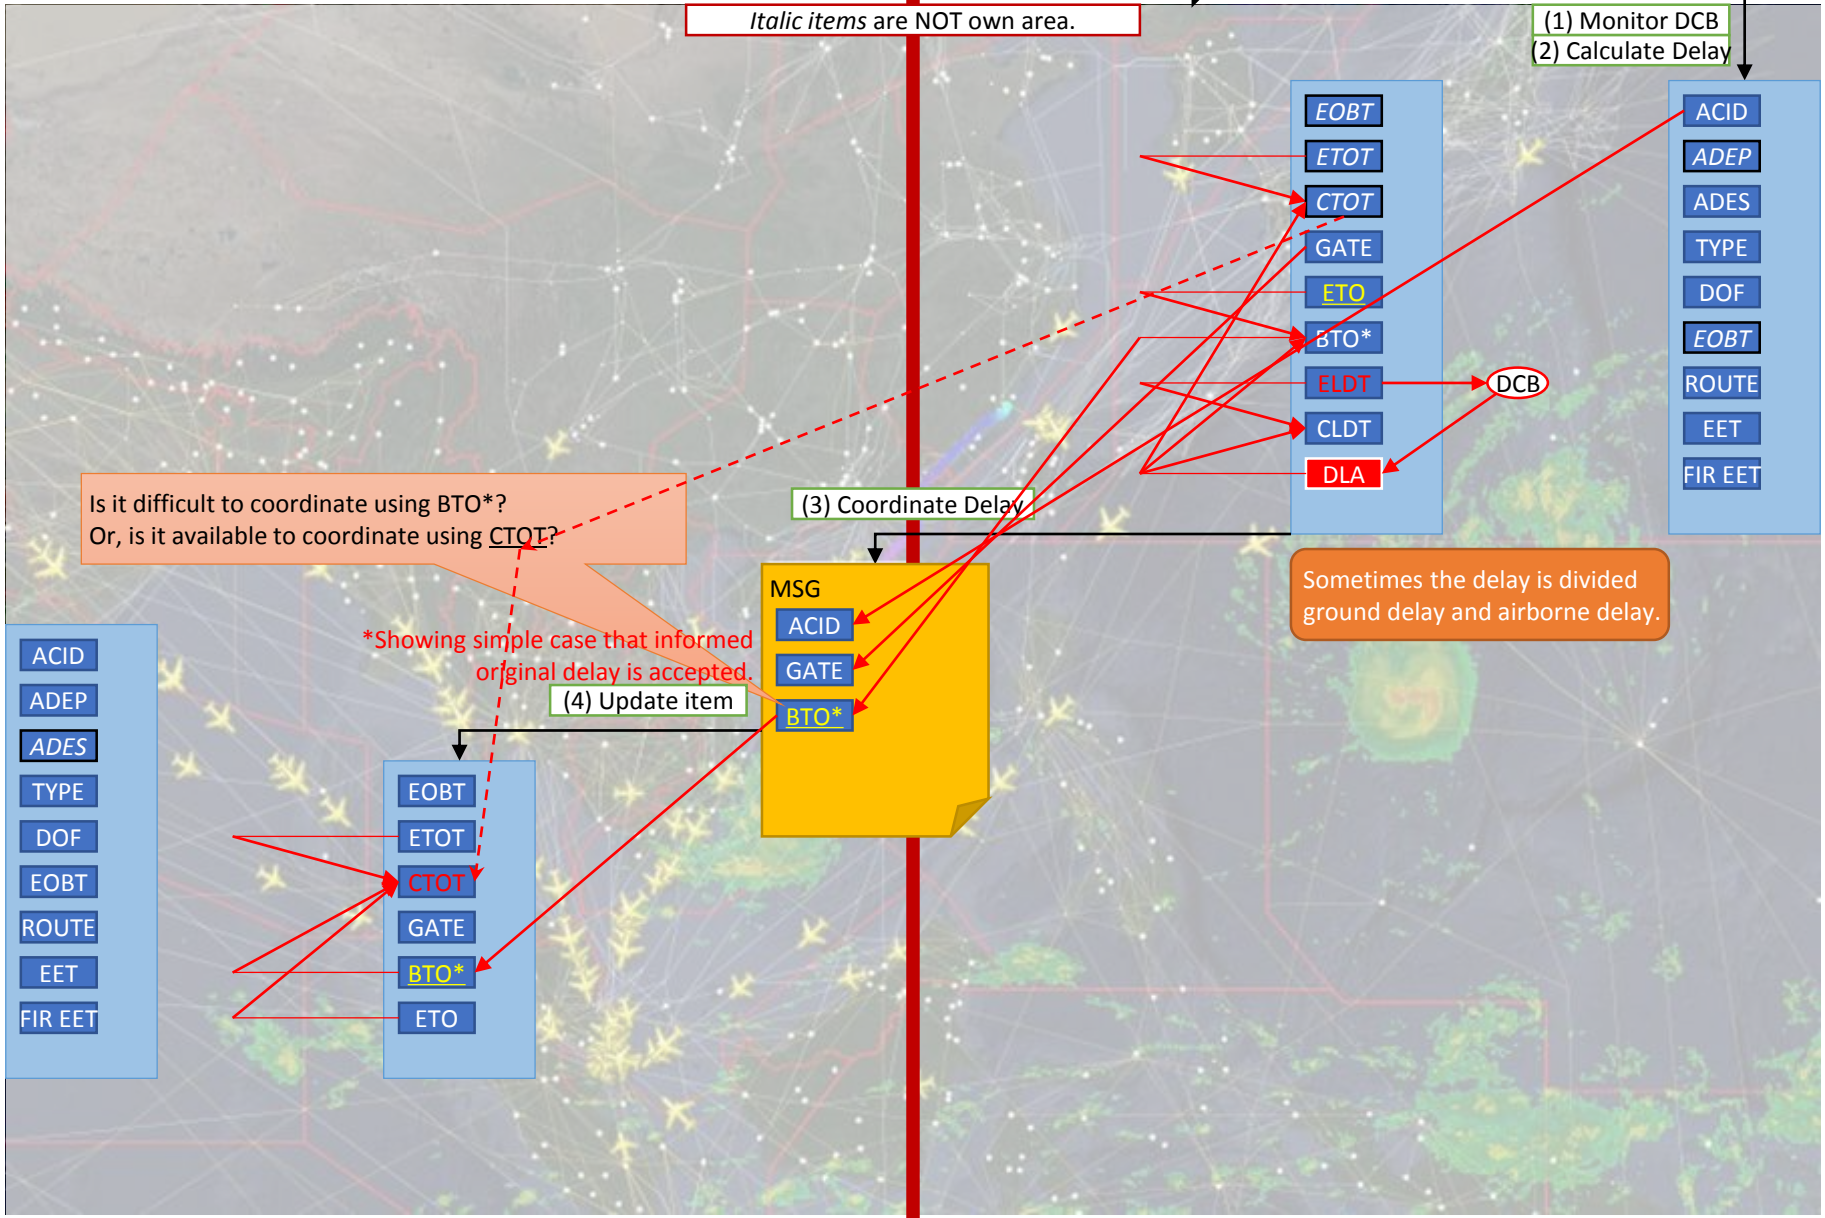 Italic items are NOT own area.
(1) Monitor DCB
(2) Calculate Delay
EOBT
ETOT
CTOT
GATE
ETO
BTO*
ELDT
CLDT
DLA
DCB
ACID
ADEP
ADES
TYPE
DOF
EOBT
ROUTE
EET
FIR EET
Is it difficult to coordinate using BTO*?
Or, is it available to coordinate using CTOT?
(3) Coordinate Delay
Sometimes the delay is divided
ground delay and airborne delay.
MSG
ACID
GATE
BTO*
*Showing simple case that informed
original delay is accepted.
(4) Update item
ACID
ADEP
ADES
TYPE
DOF
EOBT
ROUTE
EET
FIR EET
EOBT
ETOT
CTOT
GATE
BTO*
ETO